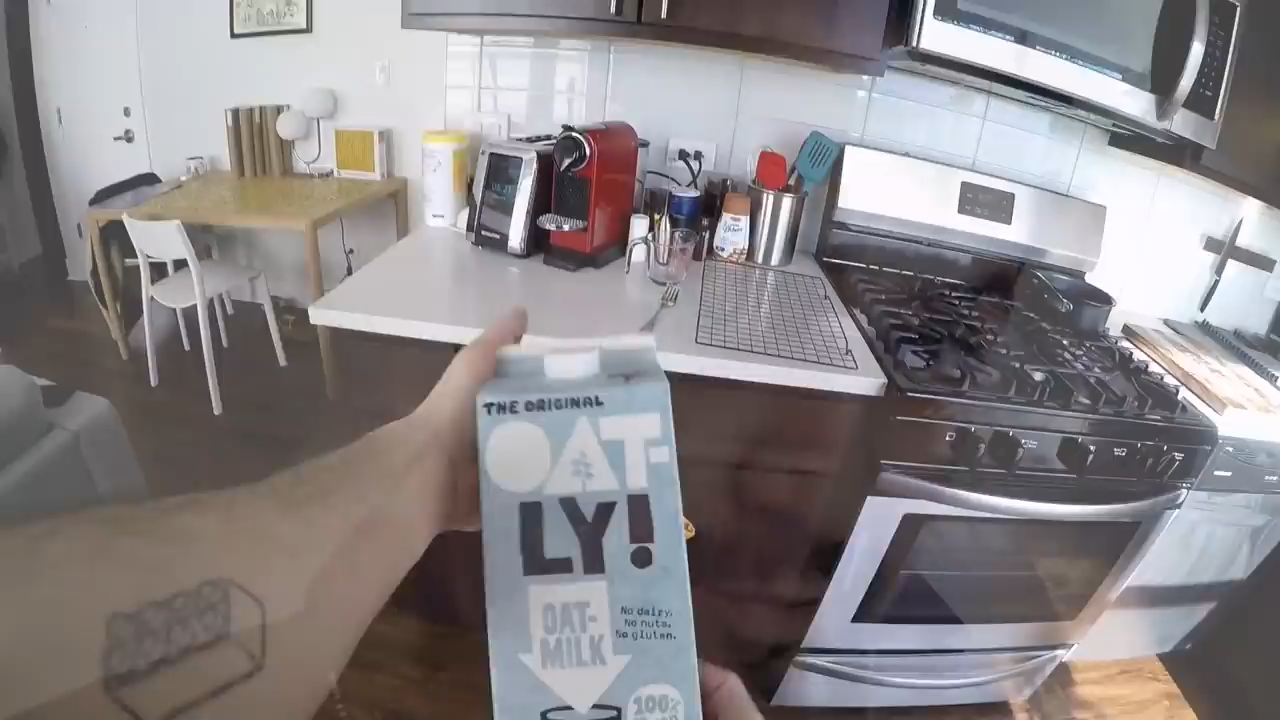 THE ORIGINAL
OAT-
LY!
OAT-
MILK
No dairy.
No nuts.
No gluten.
100%